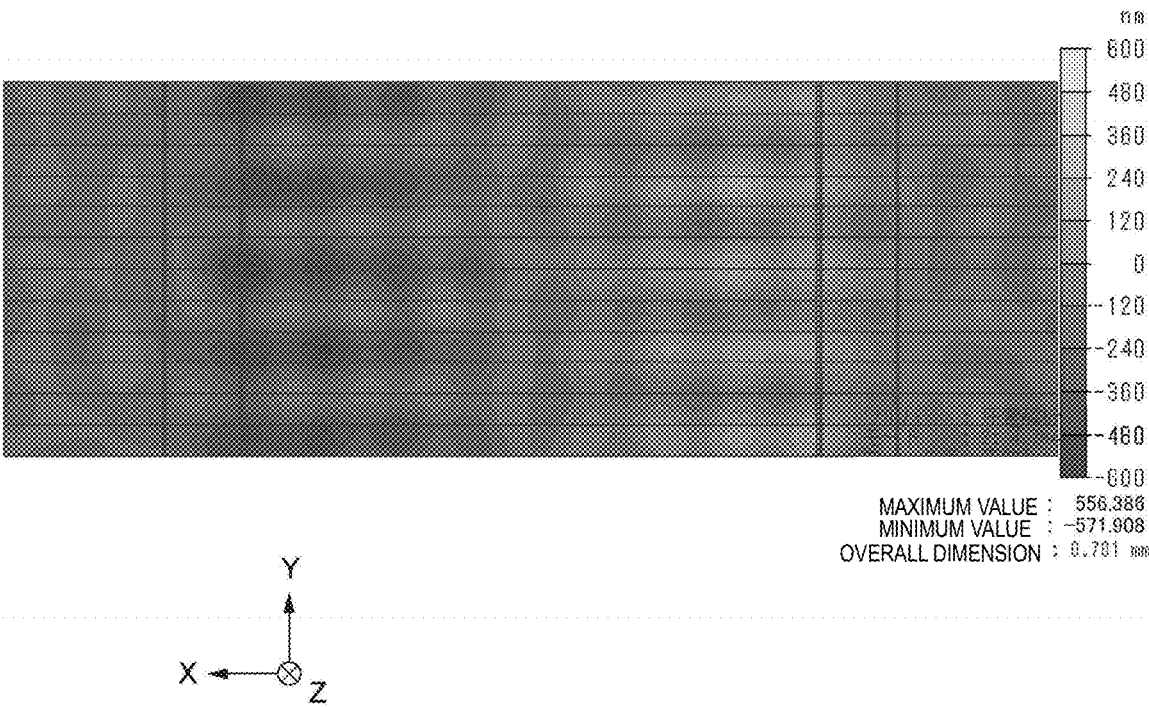 nm
600
480
360
240
120
0
-120
-240
-360
-480
-600
MAXIMUM VALUE : 556.386
MINIMUM VALUE : -571.908
OVERALL DIMENSION : 0.701 mm
Y
X
Z